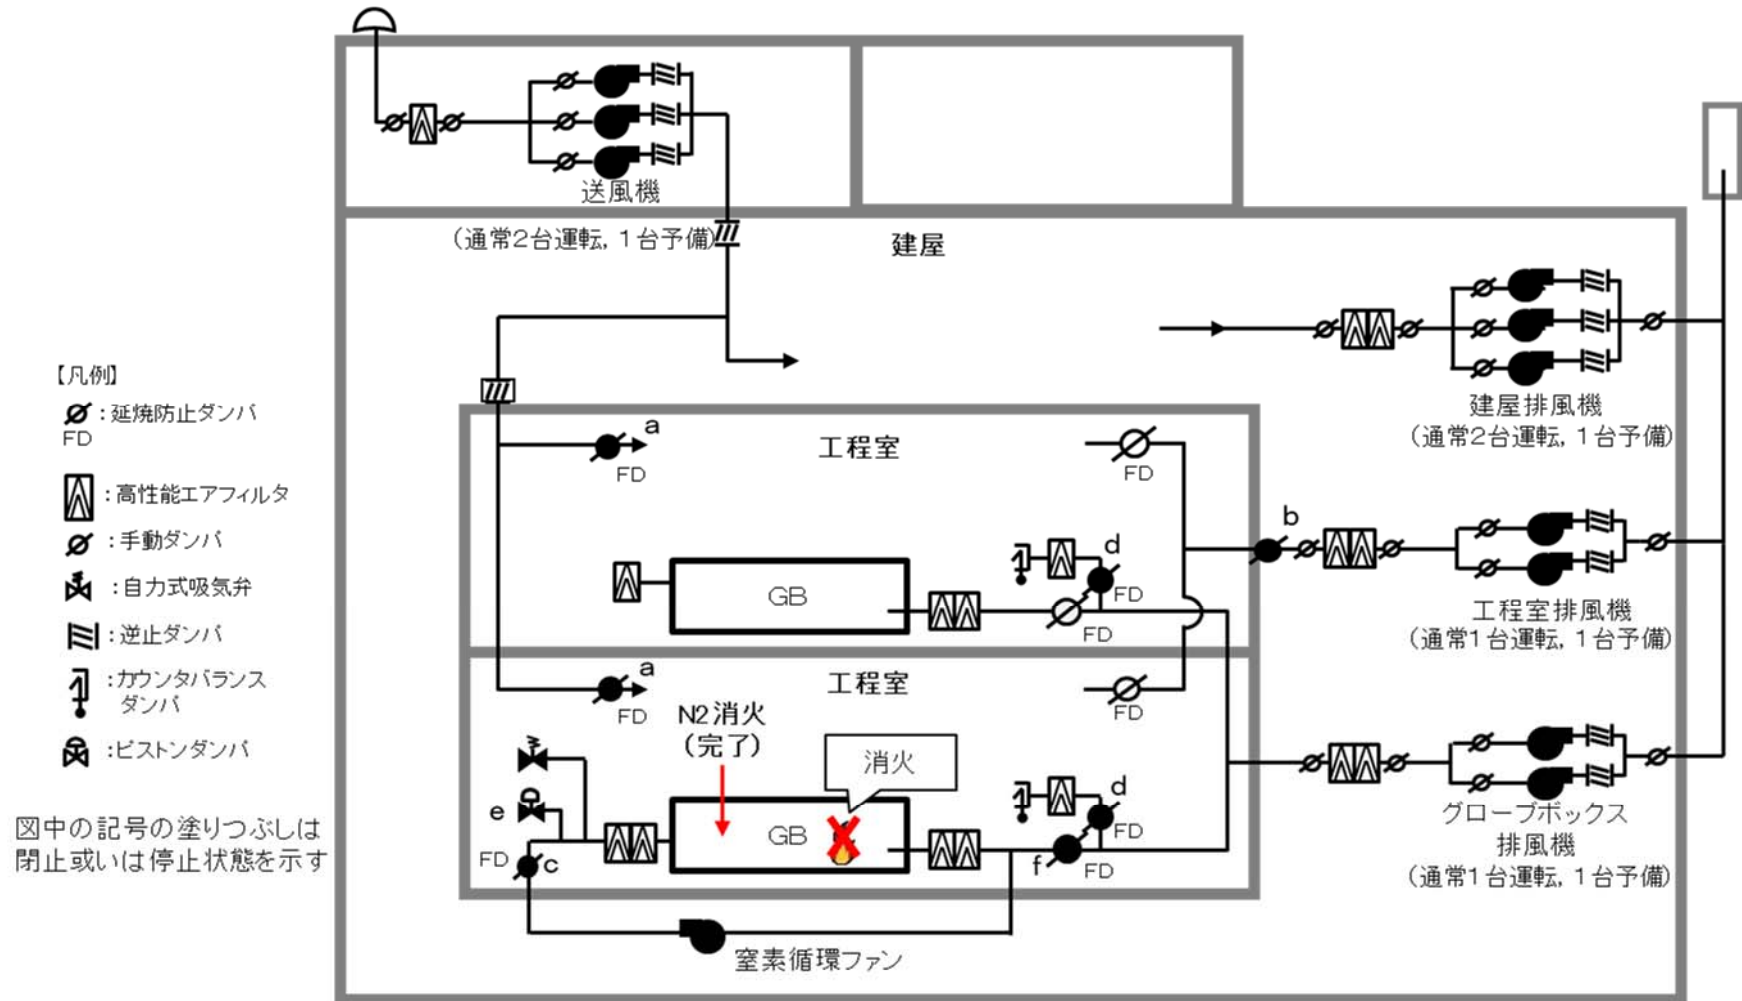 送風機
(通常2台運転, 1台予備)
建屋
【凡例】
FD
:延焼防止ダンパ
:高性能エアフィルタ
:手動ダンパ
:自力式吸気弁
:逆止ダンパ
:カウンタバランス
ダンパ
:ピストンダンパ
図中の記号の塗りつぶしは
閉止或いは停止状態を示す
a
FD
工程室
FD
GB
d
FD
FD
b
a
FD
工程室
FD
N2消火
(完了)
消火
e
FD
c
GB
d
FD
f
FD
窒素循環ファン
建屋排風機
(通常2台運転, 1台予備)
工程室排風機
(通常1台運転, 1台予備)
グローブボックス
排風機
(通常1台運転, 1台予備)